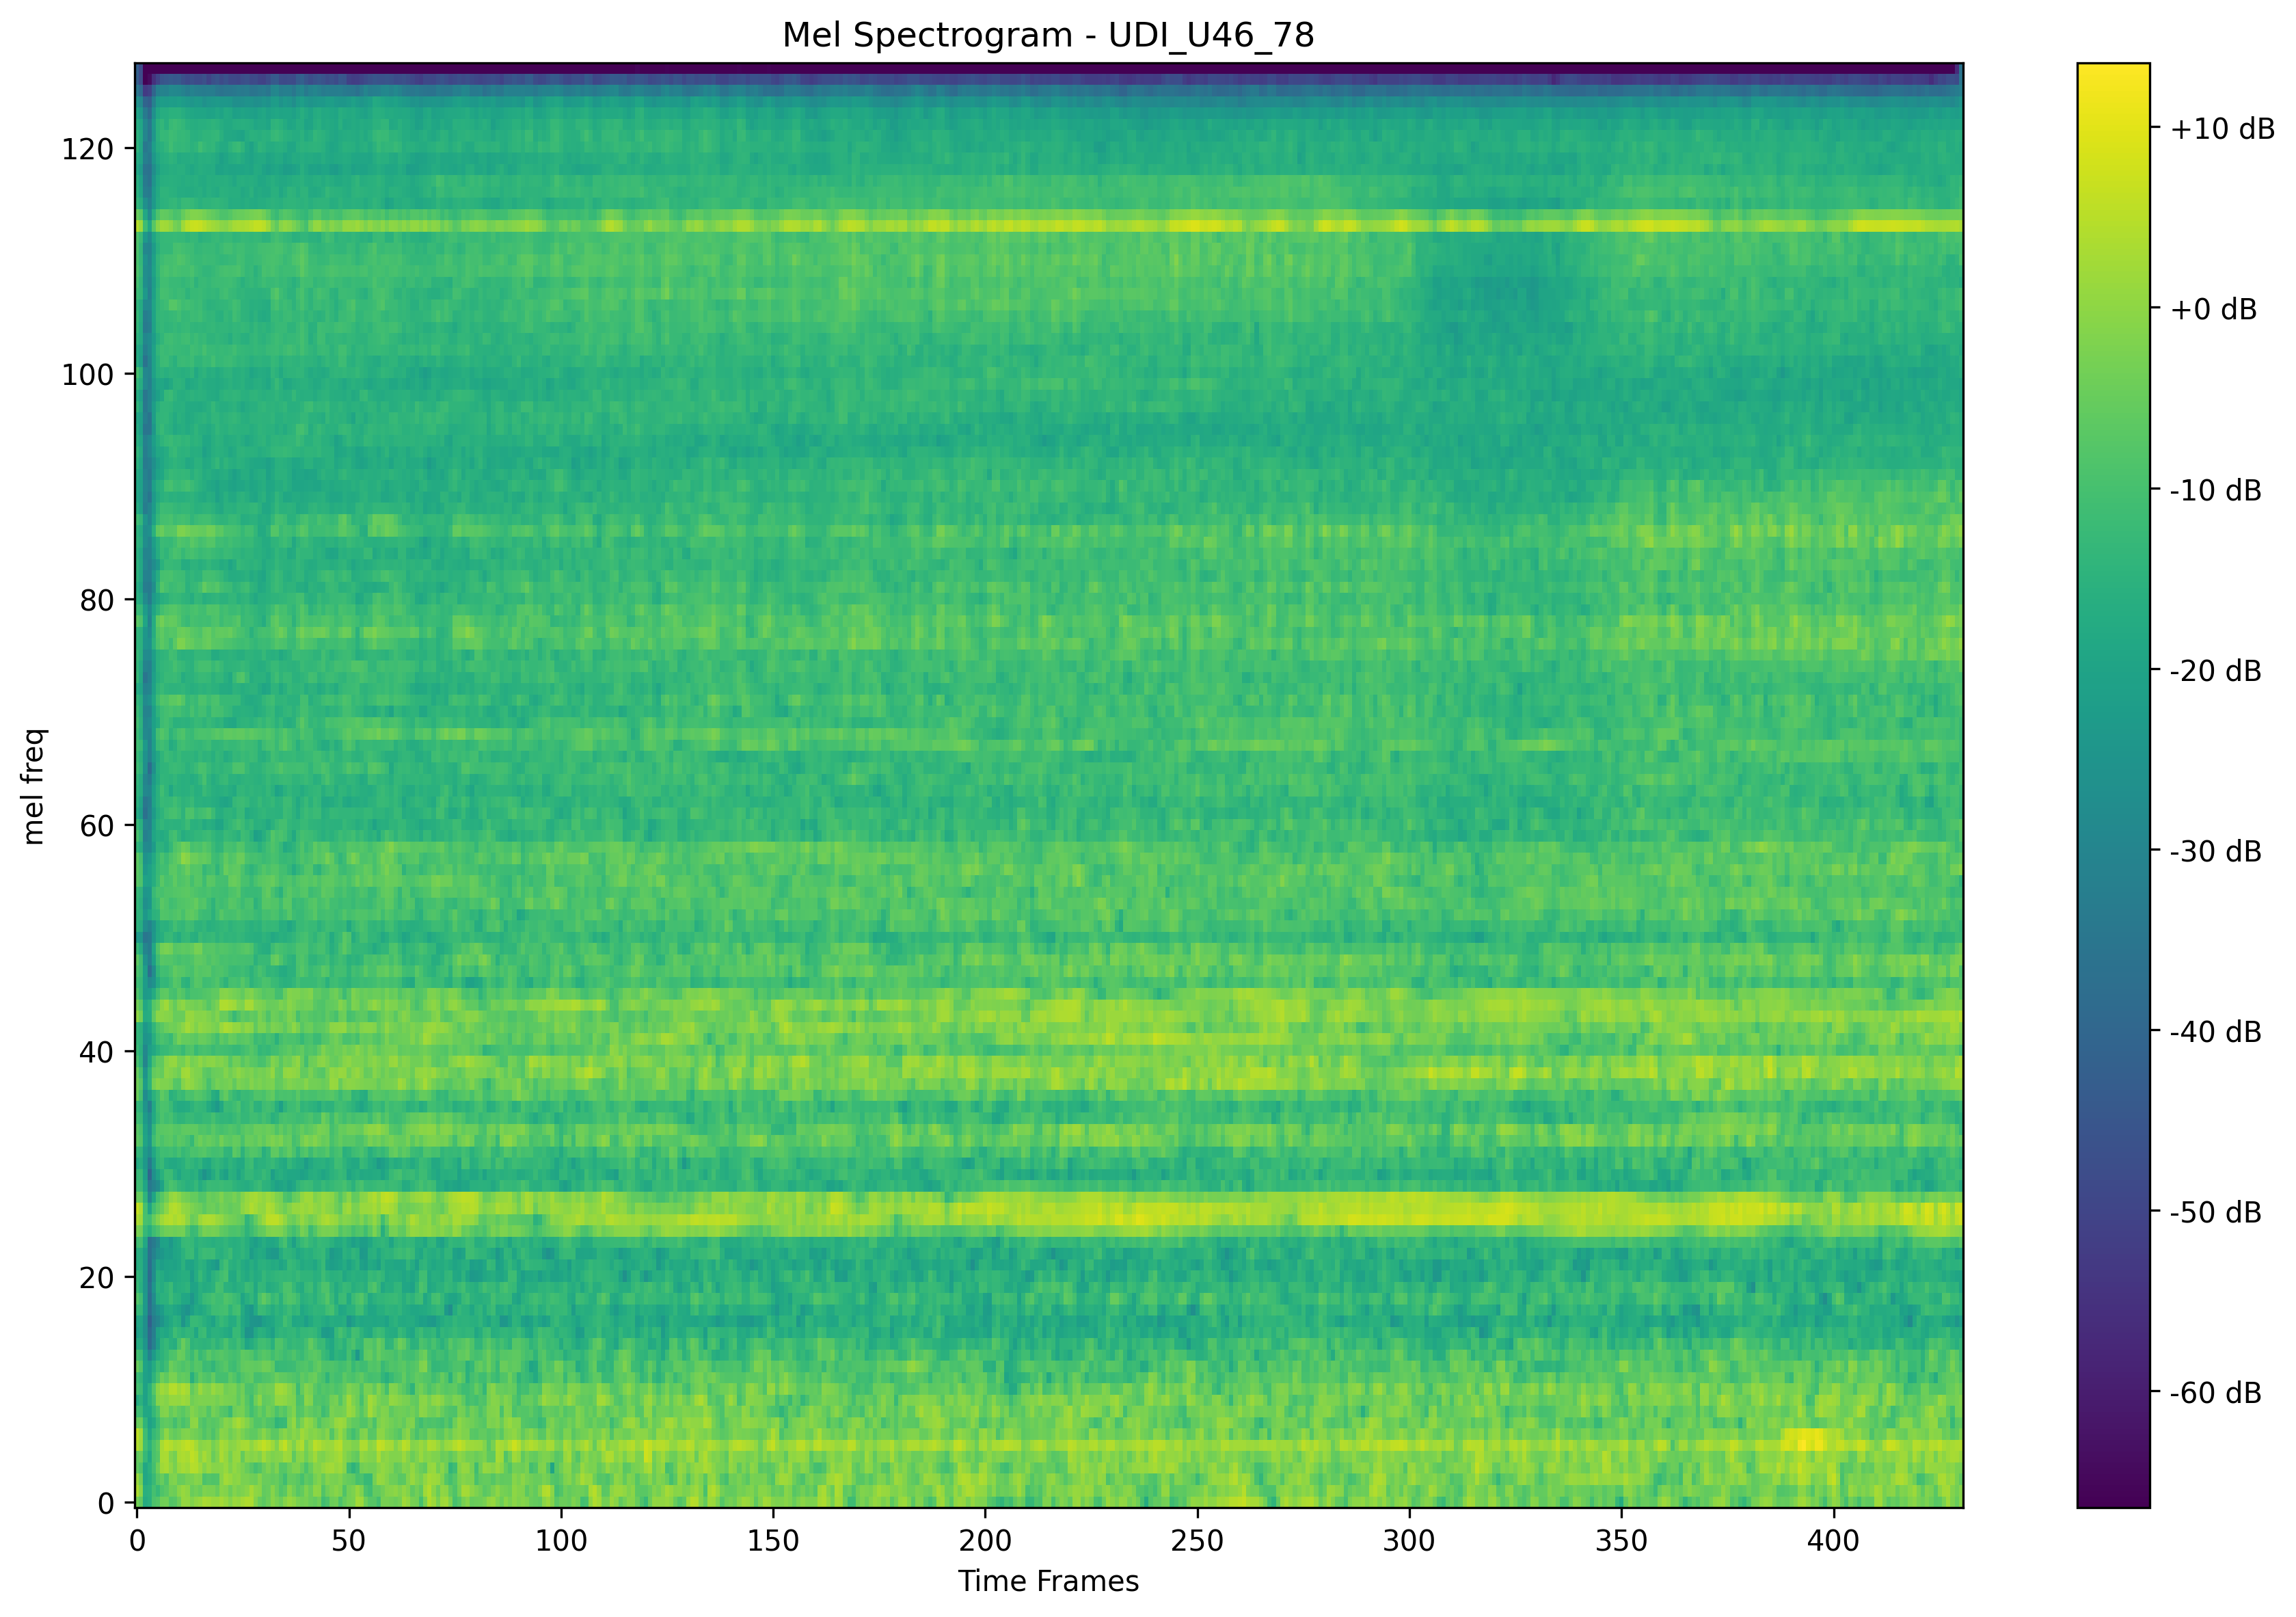 Mel Spectrogram - UDI_U46_78
120
100
80
60
40
20
0
mel freq
0 50 100 150 200 250 300 350 400
Time Frames
+10 dB
+0 dB
-10 dB
-20 dB
-30 dB
-40 dB
-50 dB
-60 dB